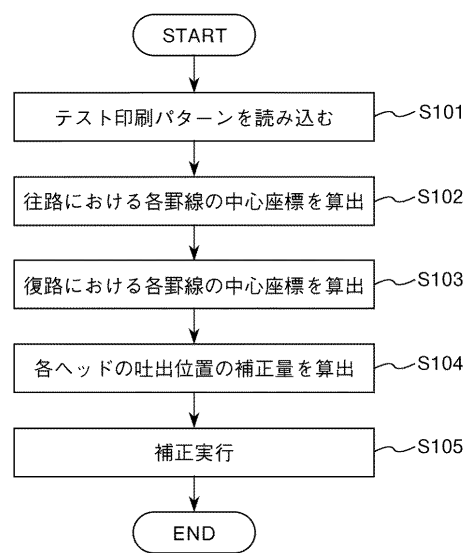 START
テスト印刷パターンを読み込む
S101
往路における各罫線の中心座標を算出
S102
復路における各罫線の中心座標を算出
S103
各ヘッドの吐出位置の補正量を算出
S104
補正実行
S105
END